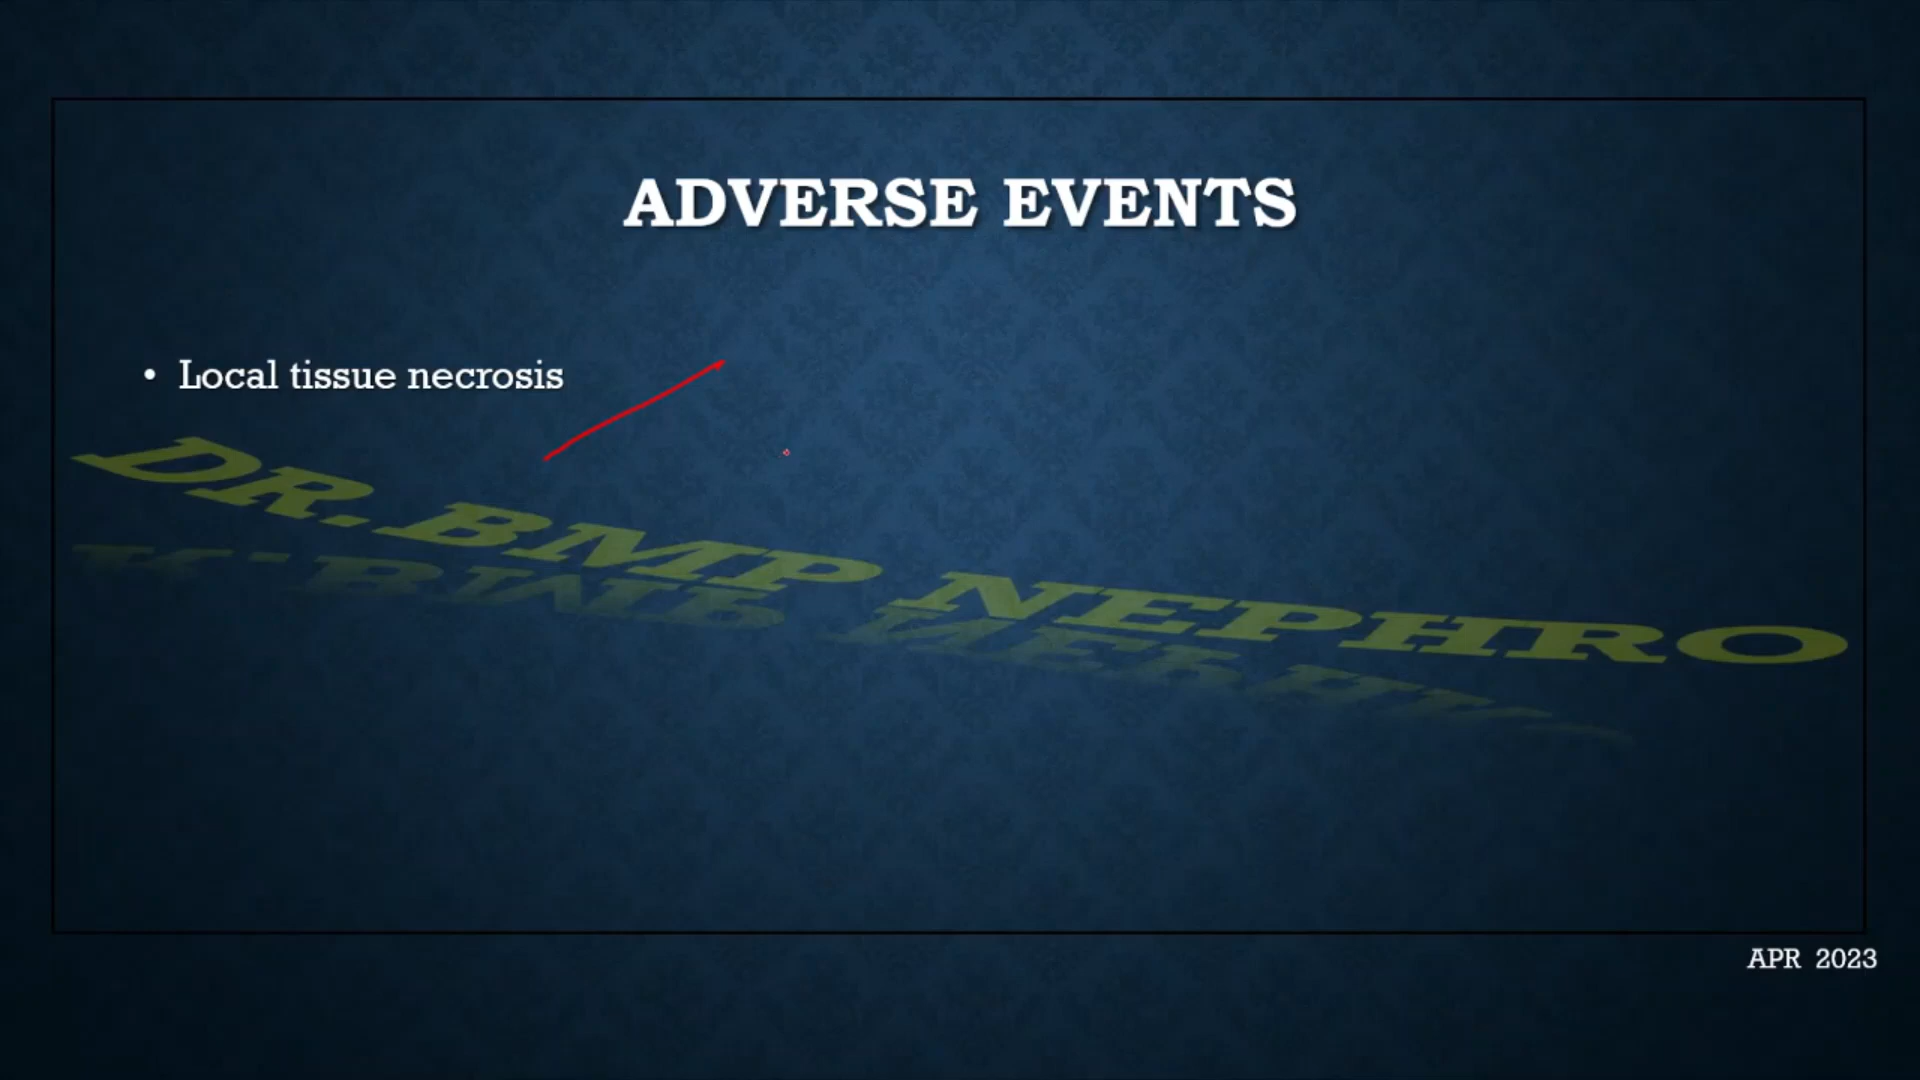 ADVERSE EVENTS
• Local tissue necrosis
DR.BMP NEPHRO
APR 2023